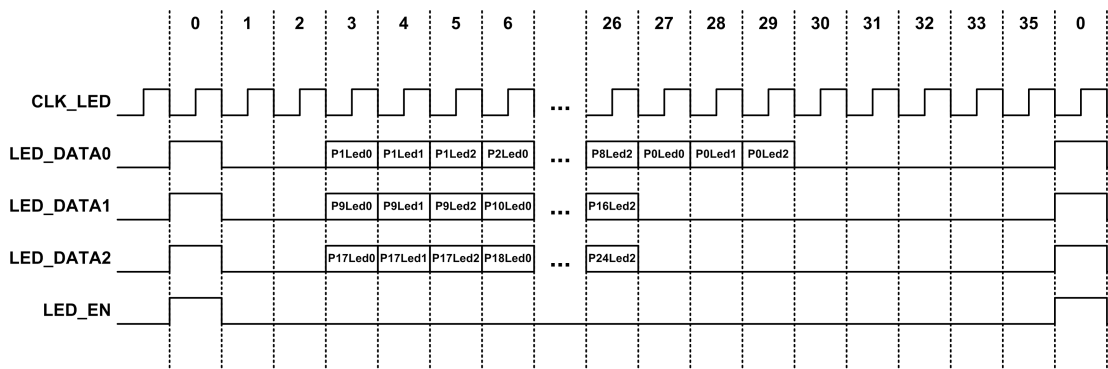 0 1 2 3 4 5 6 26 27 28 29 30 31 32 33 35 0
CLK_LED ...
LED_DATA0 P1Led0 P1Led1 P1Led2 P2Led0 ... P8Led2 P0Led0 P0Led1 P0Led2
LED_DATA1 P9Led0 P9Led1 P9Led2 P10Led0 ... P16Led2
LED_DATA2 P17Led0 P17Led1 P17Led2 P18Led0 ... P24Led2
LED_EN